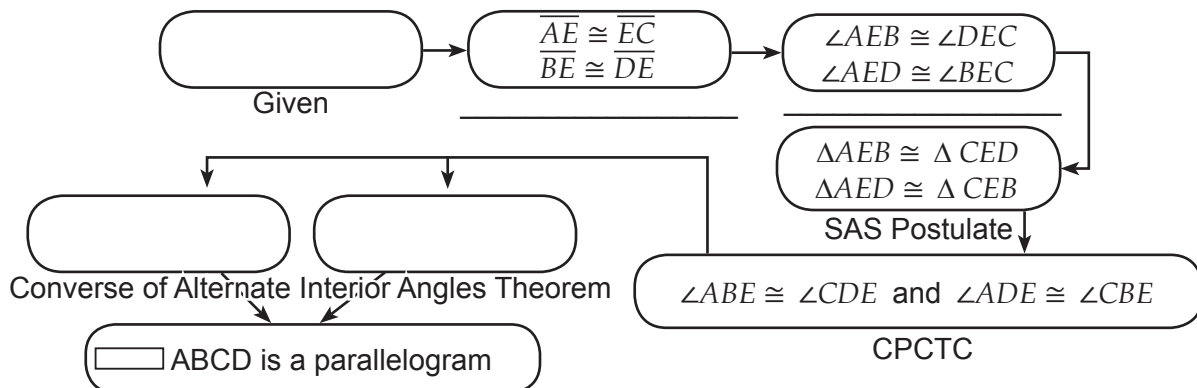 AE ≅ EC
BE ≅ DE
∠AEB ≅ ∠DEC
∠AED ≅ ∠BEC
Given
ΔAEB ≅ Δ CED
ΔAED ≅ Δ CEB
SAS Postulate
Converse of Alternate Interior Angles Theorem
∠ABE ≅ ∠CDE and ∠ADE ≅ ∠CBE
CPCTC
ABCD is a parallelogram